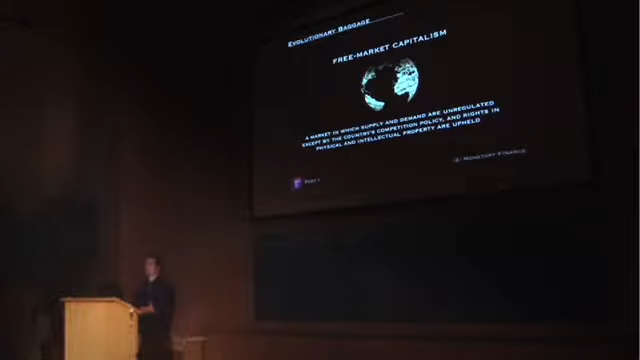 EVOLUTIONARY BAGGAGE
FREE-MARKET CAPITALISM
A MARKET IN WHICH SUPPLY AND DEMAND ARE UNREGULATED
EXCEPT BY THE COUNTRY'S COMPETITION POLICY, AND RIGHTS IN
PHYSICAL AND INTELLECTUAL PROPERTY ARE UPHELD
MONETARY FINANCE
PART I